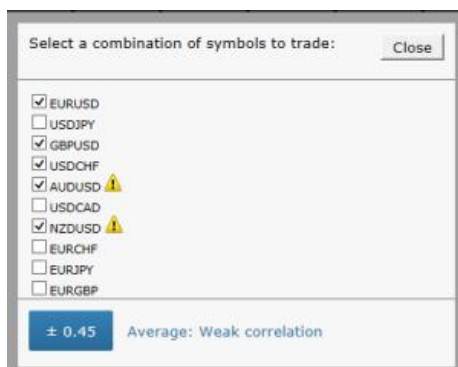 Select a combination of symbols to trade: Close
EURUSD
USDJPY
GBPUSD
USDCHF
AUDUSD
USDCAD
NZDUSD
EURCHF
EURJPY
EURGBP
± 0.45 Average: Weak correlation